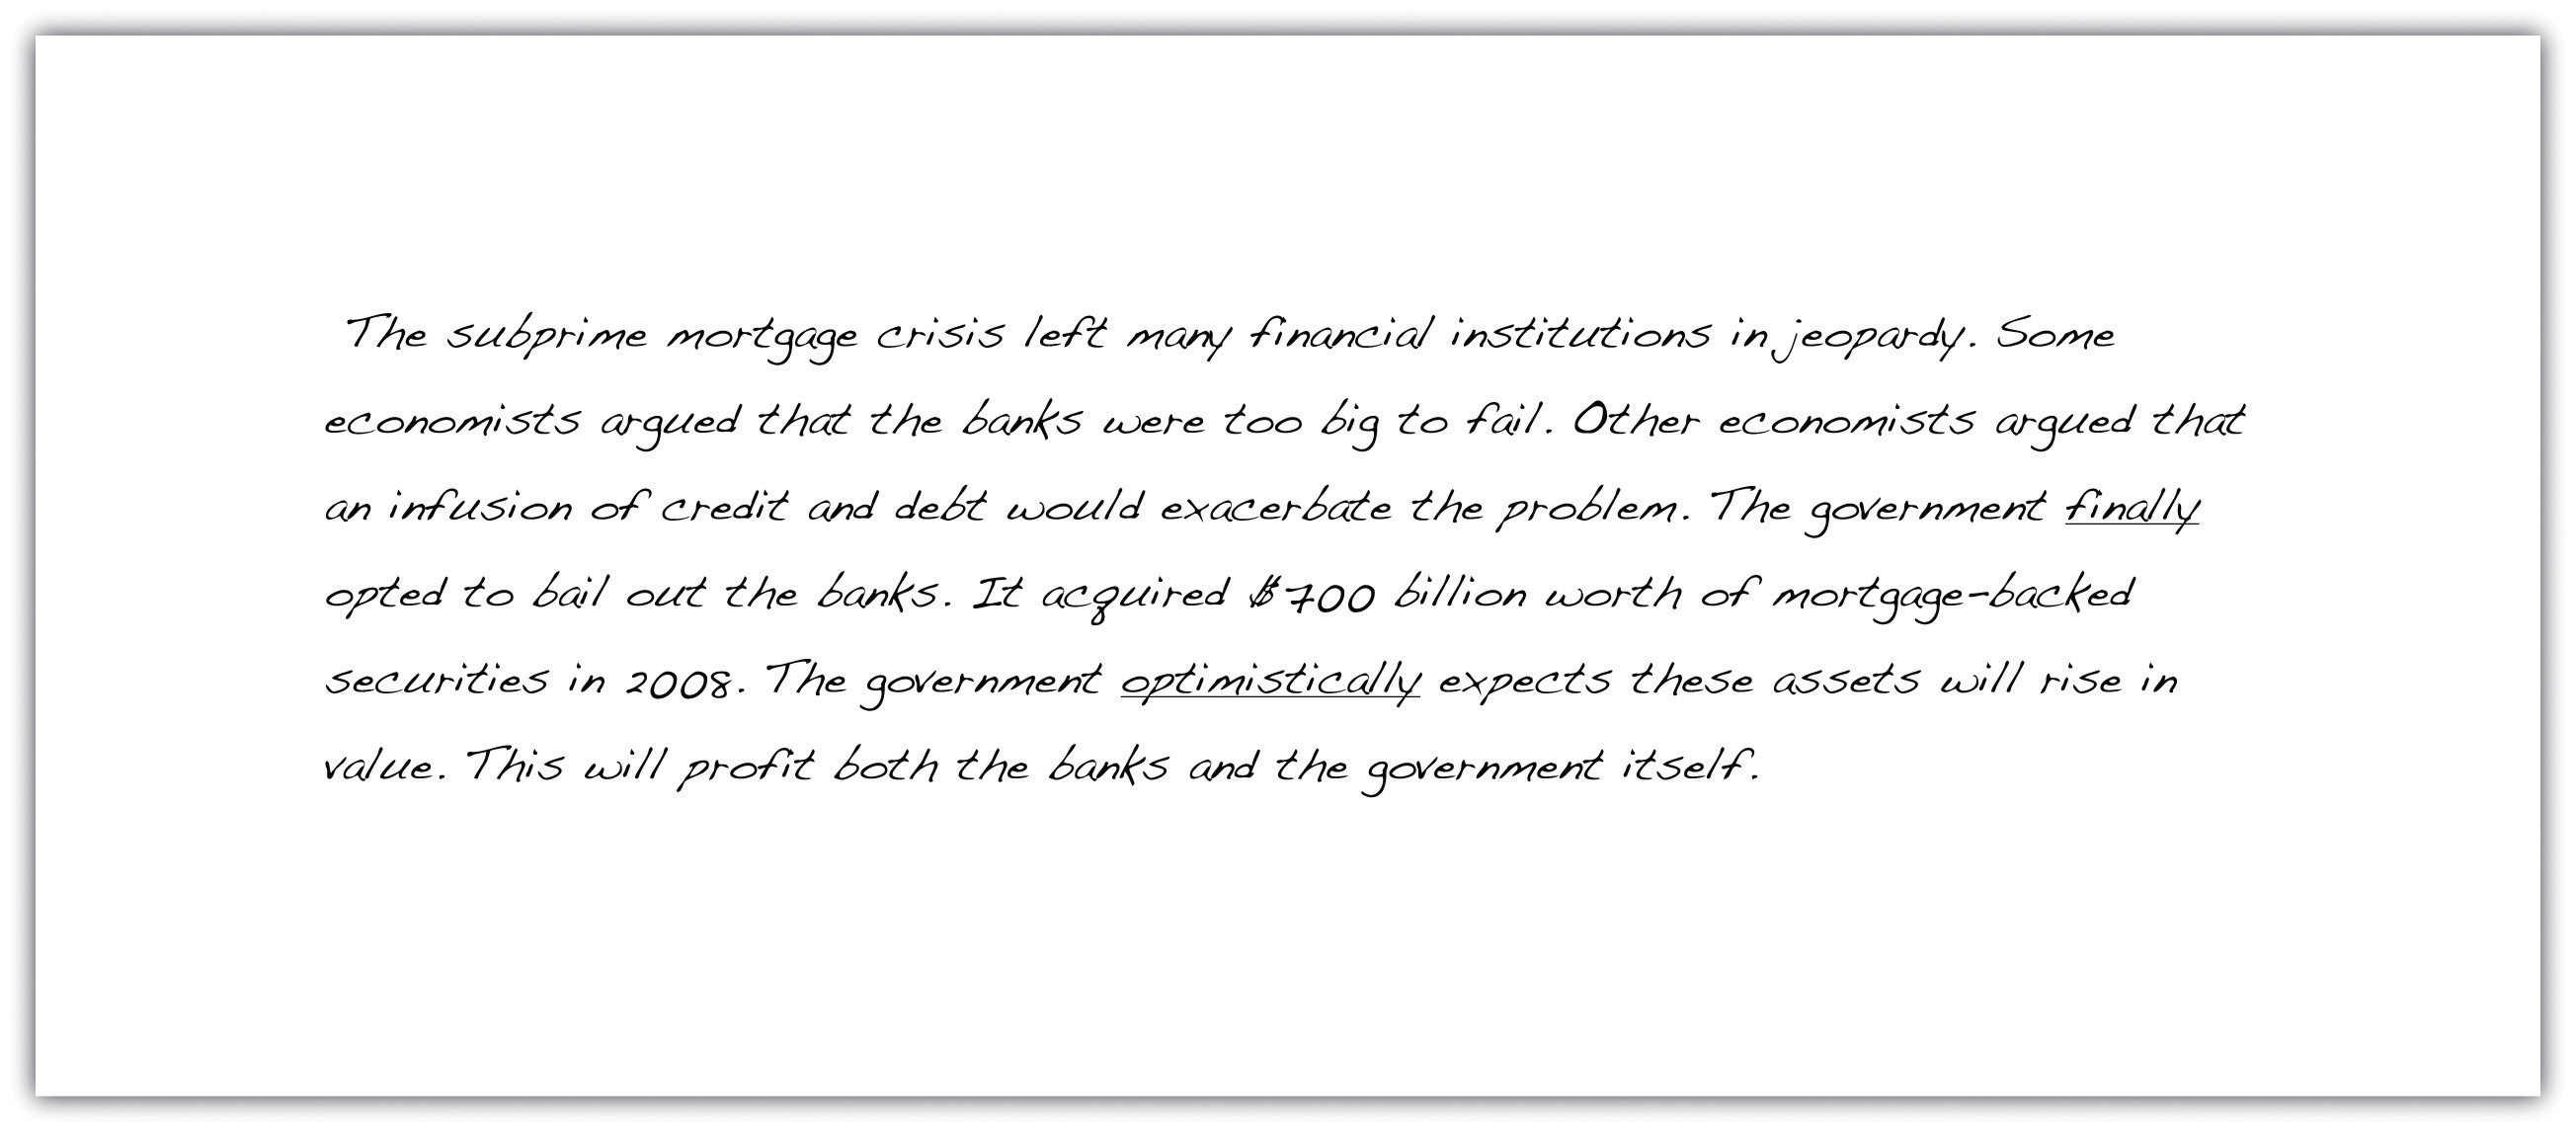 The subprime mortgage crisis left many financial institutions in jeopardy. Some
economists argued that the banks were too big to fail. Other economists argued that
an infusion of credit and debt would exacerbate the problem. The government finally
opted to bail out the banks. It acquired $700 billion worth of mortgage-backed
securities in 2008. The government optimistically expects these assets will rise in
value. This will profit both the banks and the government itself.